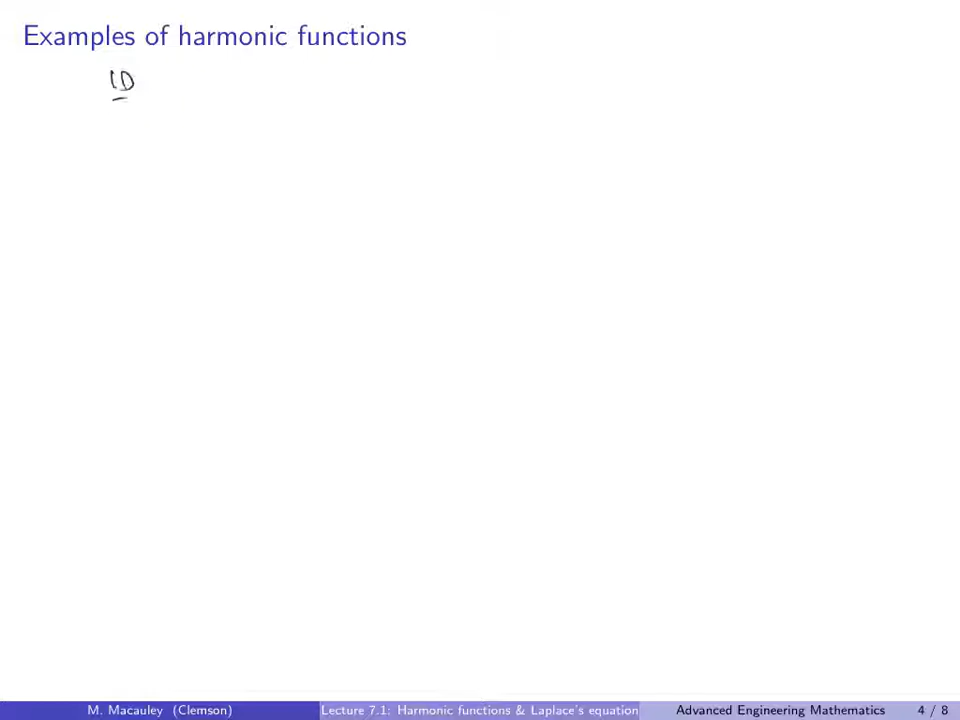 Examples of harmonic functions
1D
M. Macauley (Clemson) Lecture 7.1: Harmonic functions & Laplace's equation Advanced Engineering Mathematics 4 / 8